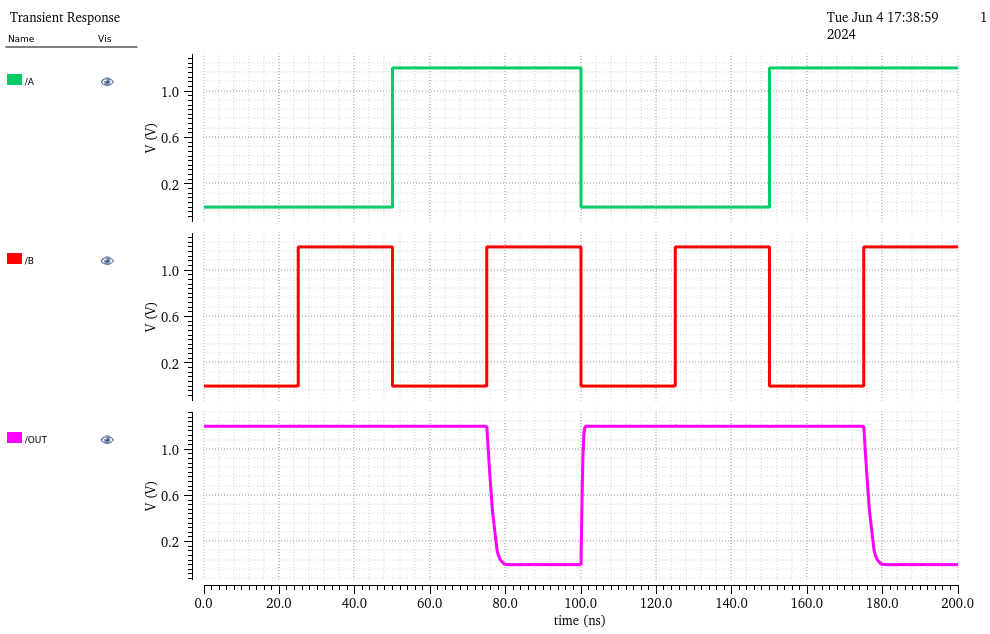 Transient Response
Tue Jun 4 17:38:59 2024
1
Name Vis
/A
V (V)
1.0
0.6
0.2
/B
V (V)
1.0
0.6
0.2
/OUT
V (V)
1.0
0.6
0.2
0.0 20.0 40.0 60.0 80.0 100.0 120.0 140.0 160.0 180.0 200.0
time (ns)